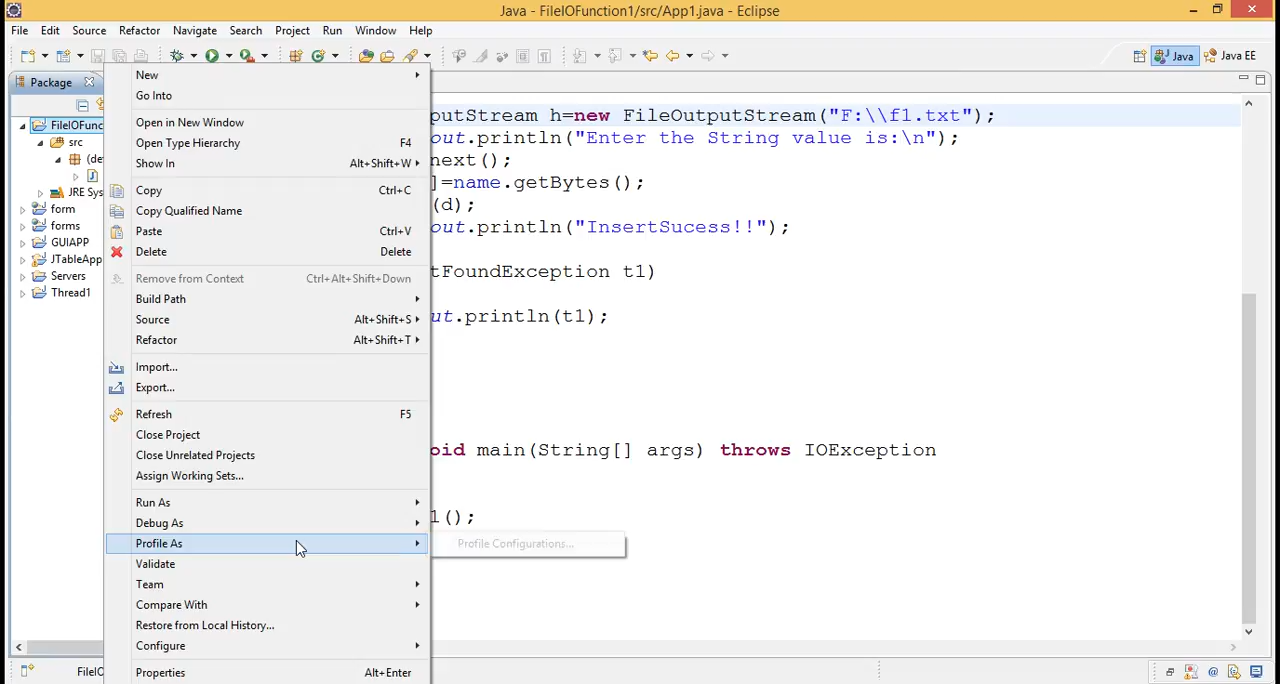 Java - FileIOFunction1/src/App1.java - Eclipse
File Edit Source Refactor Navigate Search Project Run Window Help
Java Java EE
Package
FileIOFunc
src
(de
JRE Sys
form
forms
GUIAPP
JTableApp
Servers
Thread1
New
Go Into
Open in New Window
Open Type Hierarchy F4
Show In Alt+Shift+W
Copy Ctrl+C
Copy Qualified Name
Paste Ctrl+V
Delete Delete
Remove from Context Ctrl+Alt+Shift+Down
Build Path
Source Alt+Shift+S
Refactor Alt+Shift+T
Import...
Export...
Refresh F5
Close Project
Close Unrelated Projects
Assign Working Sets...
Run As
Debug As
Profile As
Validate
Team
Compare With
Restore from Local History...
Configure
Properties Alt+Enter
Profile Configurations...
putStream h=new FileOutputStream("F:\\f1.txt");
out.println("Enter the String value is:\n");
next();
]=name.getBytes();
(d);
out.println("InsertSucess!!");
tFoundException t1)
ut.println(t1);
oid main(String[] args) throws IOException
1();
FileIO